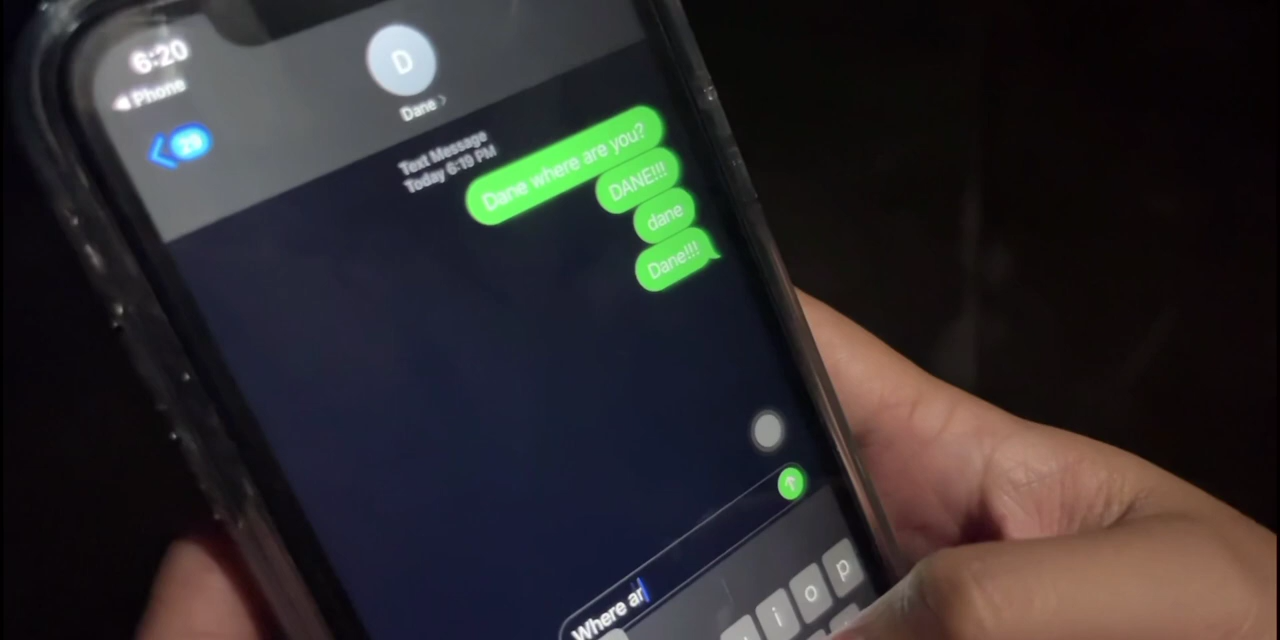 6:20
Phone
29
D
Dane
Text Message
Today 6:19 PM
Dane where are you?
DANE!!!
dane
Dane!!!
Where ar
i o p